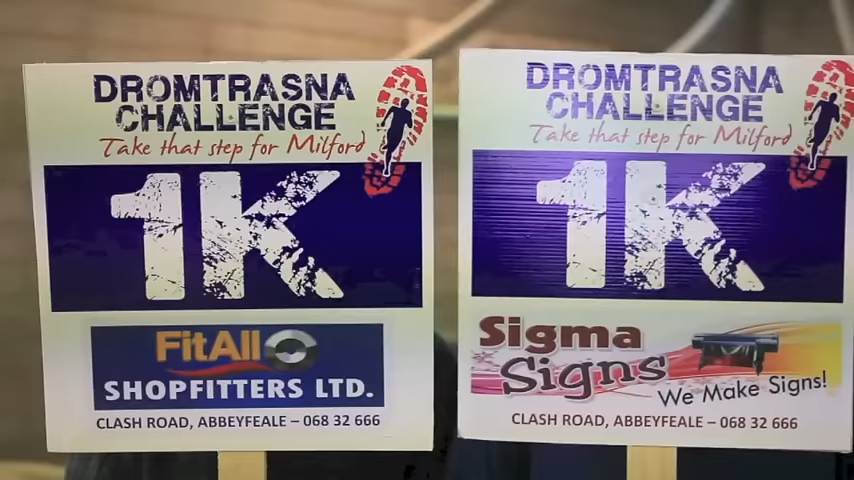 DROMTRASNA
CHALLENGE
Take that step for Milford
1K
FitAll
SHOPFITTERS LTD.
CLASH ROAD, ABBEYFEALE – 068 32 666
DROMTRASNA
CHALLENGE
Take that step for Milford
1K
Sigma
Signs
We Make Signs!
CLASH ROAD, ABBEYFEALE – 068 32 666